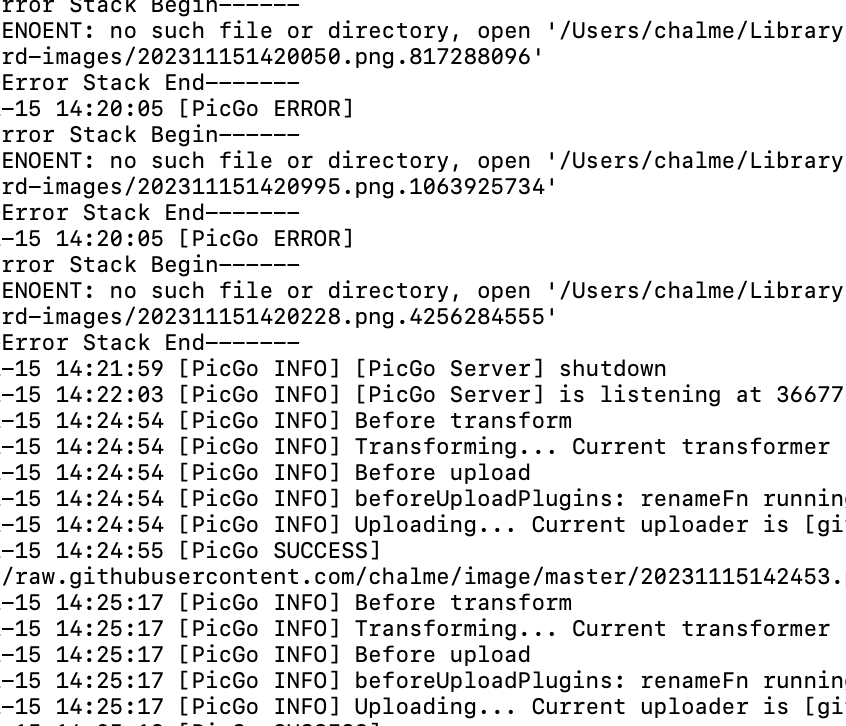 rror Stack Begin------
ENOENT: no such file or directory, open '/Users/chalme/Library
rd-images/202311151420050.png.817288096'
Error Stack End-------
-15 14:20:05 [PicGo ERROR]
rror Stack Begin------
ENOENT: no such file or directory, open '/Users/chalme/Library
rd-images/202311151420995.png.1063925734'
Error Stack End-------
-15 14:20:05 [PicGo ERROR]
rror Stack Begin------
ENOENT: no such file or directory, open '/Users/chalme/Library
rd-images/202311151420228.png.4256284555'
Error Stack End-------
-15 14:21:59 [PicGo INFO] [PicGo Server] shutdown
-15 14:22:03 [PicGo INFO] [PicGo Server] is listening at 36677
-15 14:24:54 [PicGo INFO] Before transform
-15 14:24:54 [PicGo INFO] Transforming... Current transformer
-15 14:24:54 [PicGo INFO] Before upload
-15 14:24:54 [PicGo INFO] beforeUploadPlugins: renameFn running
-15 14:24:54 [PicGo INFO] Uploading... Current uploader is [gi
-15 14:24:55 [PicGo SUCCESS]
/raw.githubusercontent.com/chalme/image/master/20231115142453.p
-15 14:25:17 [PicGo INFO] Before transform
-15 14:25:17 [PicGo INFO] Transforming... Current transformer
-15 14:25:17 [PicGo INFO] Before upload
-15 14:25:17 [PicGo INFO] beforeUploadPlugins: renameFn running
-15 14:25:17 [PicGo INFO] Uploading... Current uploader is [gi
[PicGo SUCCESS]